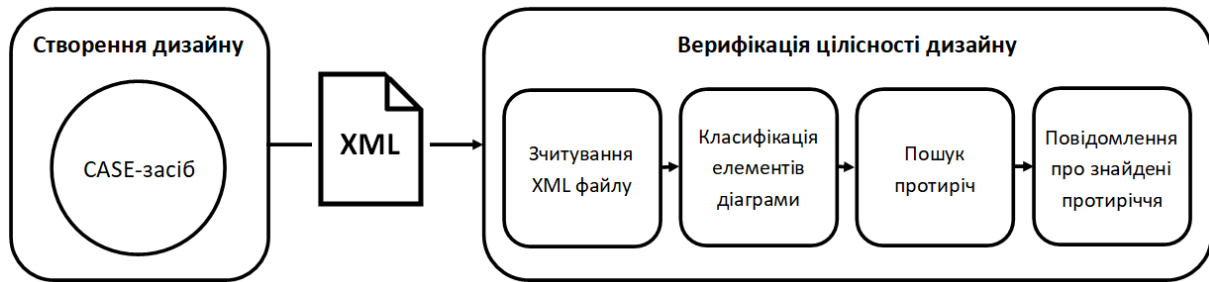 Створення дизайну
CASE-засіб
XML
Верифікація цілісності дизайну
Зчитування
XML файлу
Класифікація
елементів
діаграми
Пошук
протиріч
Повідомлення
про знайдені
протиріччя